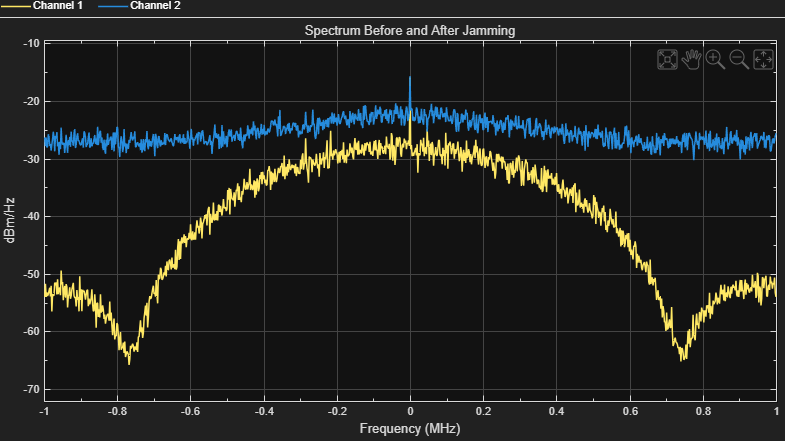 Channel 1 Channel 2
Spectrum Before and After Jamming
-10
-20
-30
-40
-50
-60
-70
dBm/Hz
-1 -0.8 -0.6 -0.4 -0.2 0 0.2 0.4 0.6 0.8 1
Frequency (MHz)